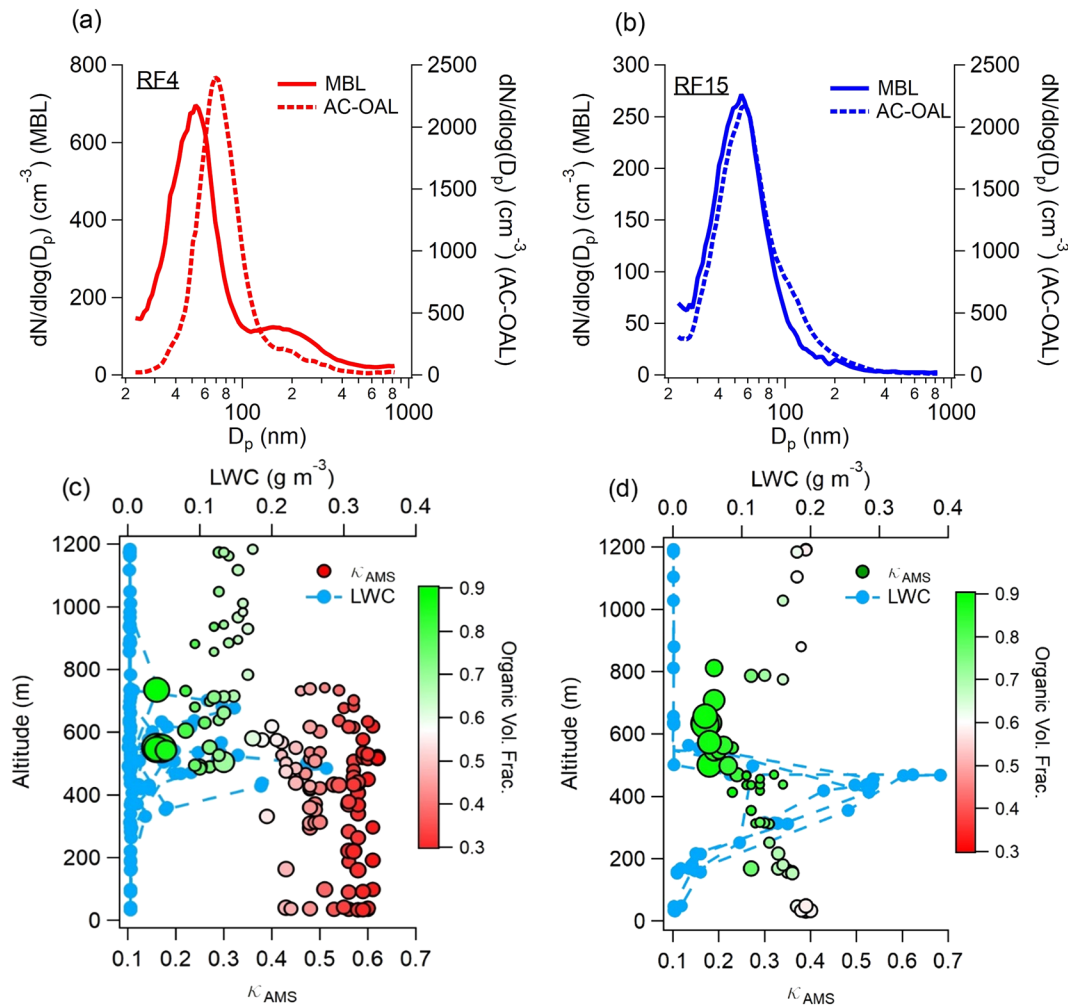 (a)
RF4
MBL
AC-OAL
dN/dlog(Dp) (cm-3) (MBL)
800
600
400
200
0
dN/dlog(Dp) (cm-3) (AC-OAL)
2500
2000
1500
1000
500
0
2 4 6 8 100 2 4 6 8 1000
Dp (nm)
(b)
RF15
MBL
AC-OAL
dN/dlog(Dp) (cm-3) (MBL)
300
250
200
150
100
50
0
dN/dlog(Dp) (cm-3) (AC-OAL)
2500
2000
1500
1000
500
0
2 4 6 8 100 2 4 6 8 1000
Dp (nm)
(c)
LWC (g m-3)
0.0 0.1 0.2 0.3 0.4
Altitude (m)
1200
1000
800
600
400
200
0
κAMS
LWC
0.9
0.8
0.7
0.6
0.5
0.4
0.3
Organic Vol. Frac.
0.1 0.2 0.3 0.4 0.5 0.6 0.7
κAMS
(d)
LWC (g m-3)
0.0 0.1 0.2 0.3 0.4
Altitude (m)
1200
1000
800
600
400
200
0
κAMS
LWC
0.9
0.8
0.7
0.6
0.5
0.4
0.3
Organic Vol. Frac.
0.1 0.2 0.3 0.4 0.5 0.6 0.7
κAMS